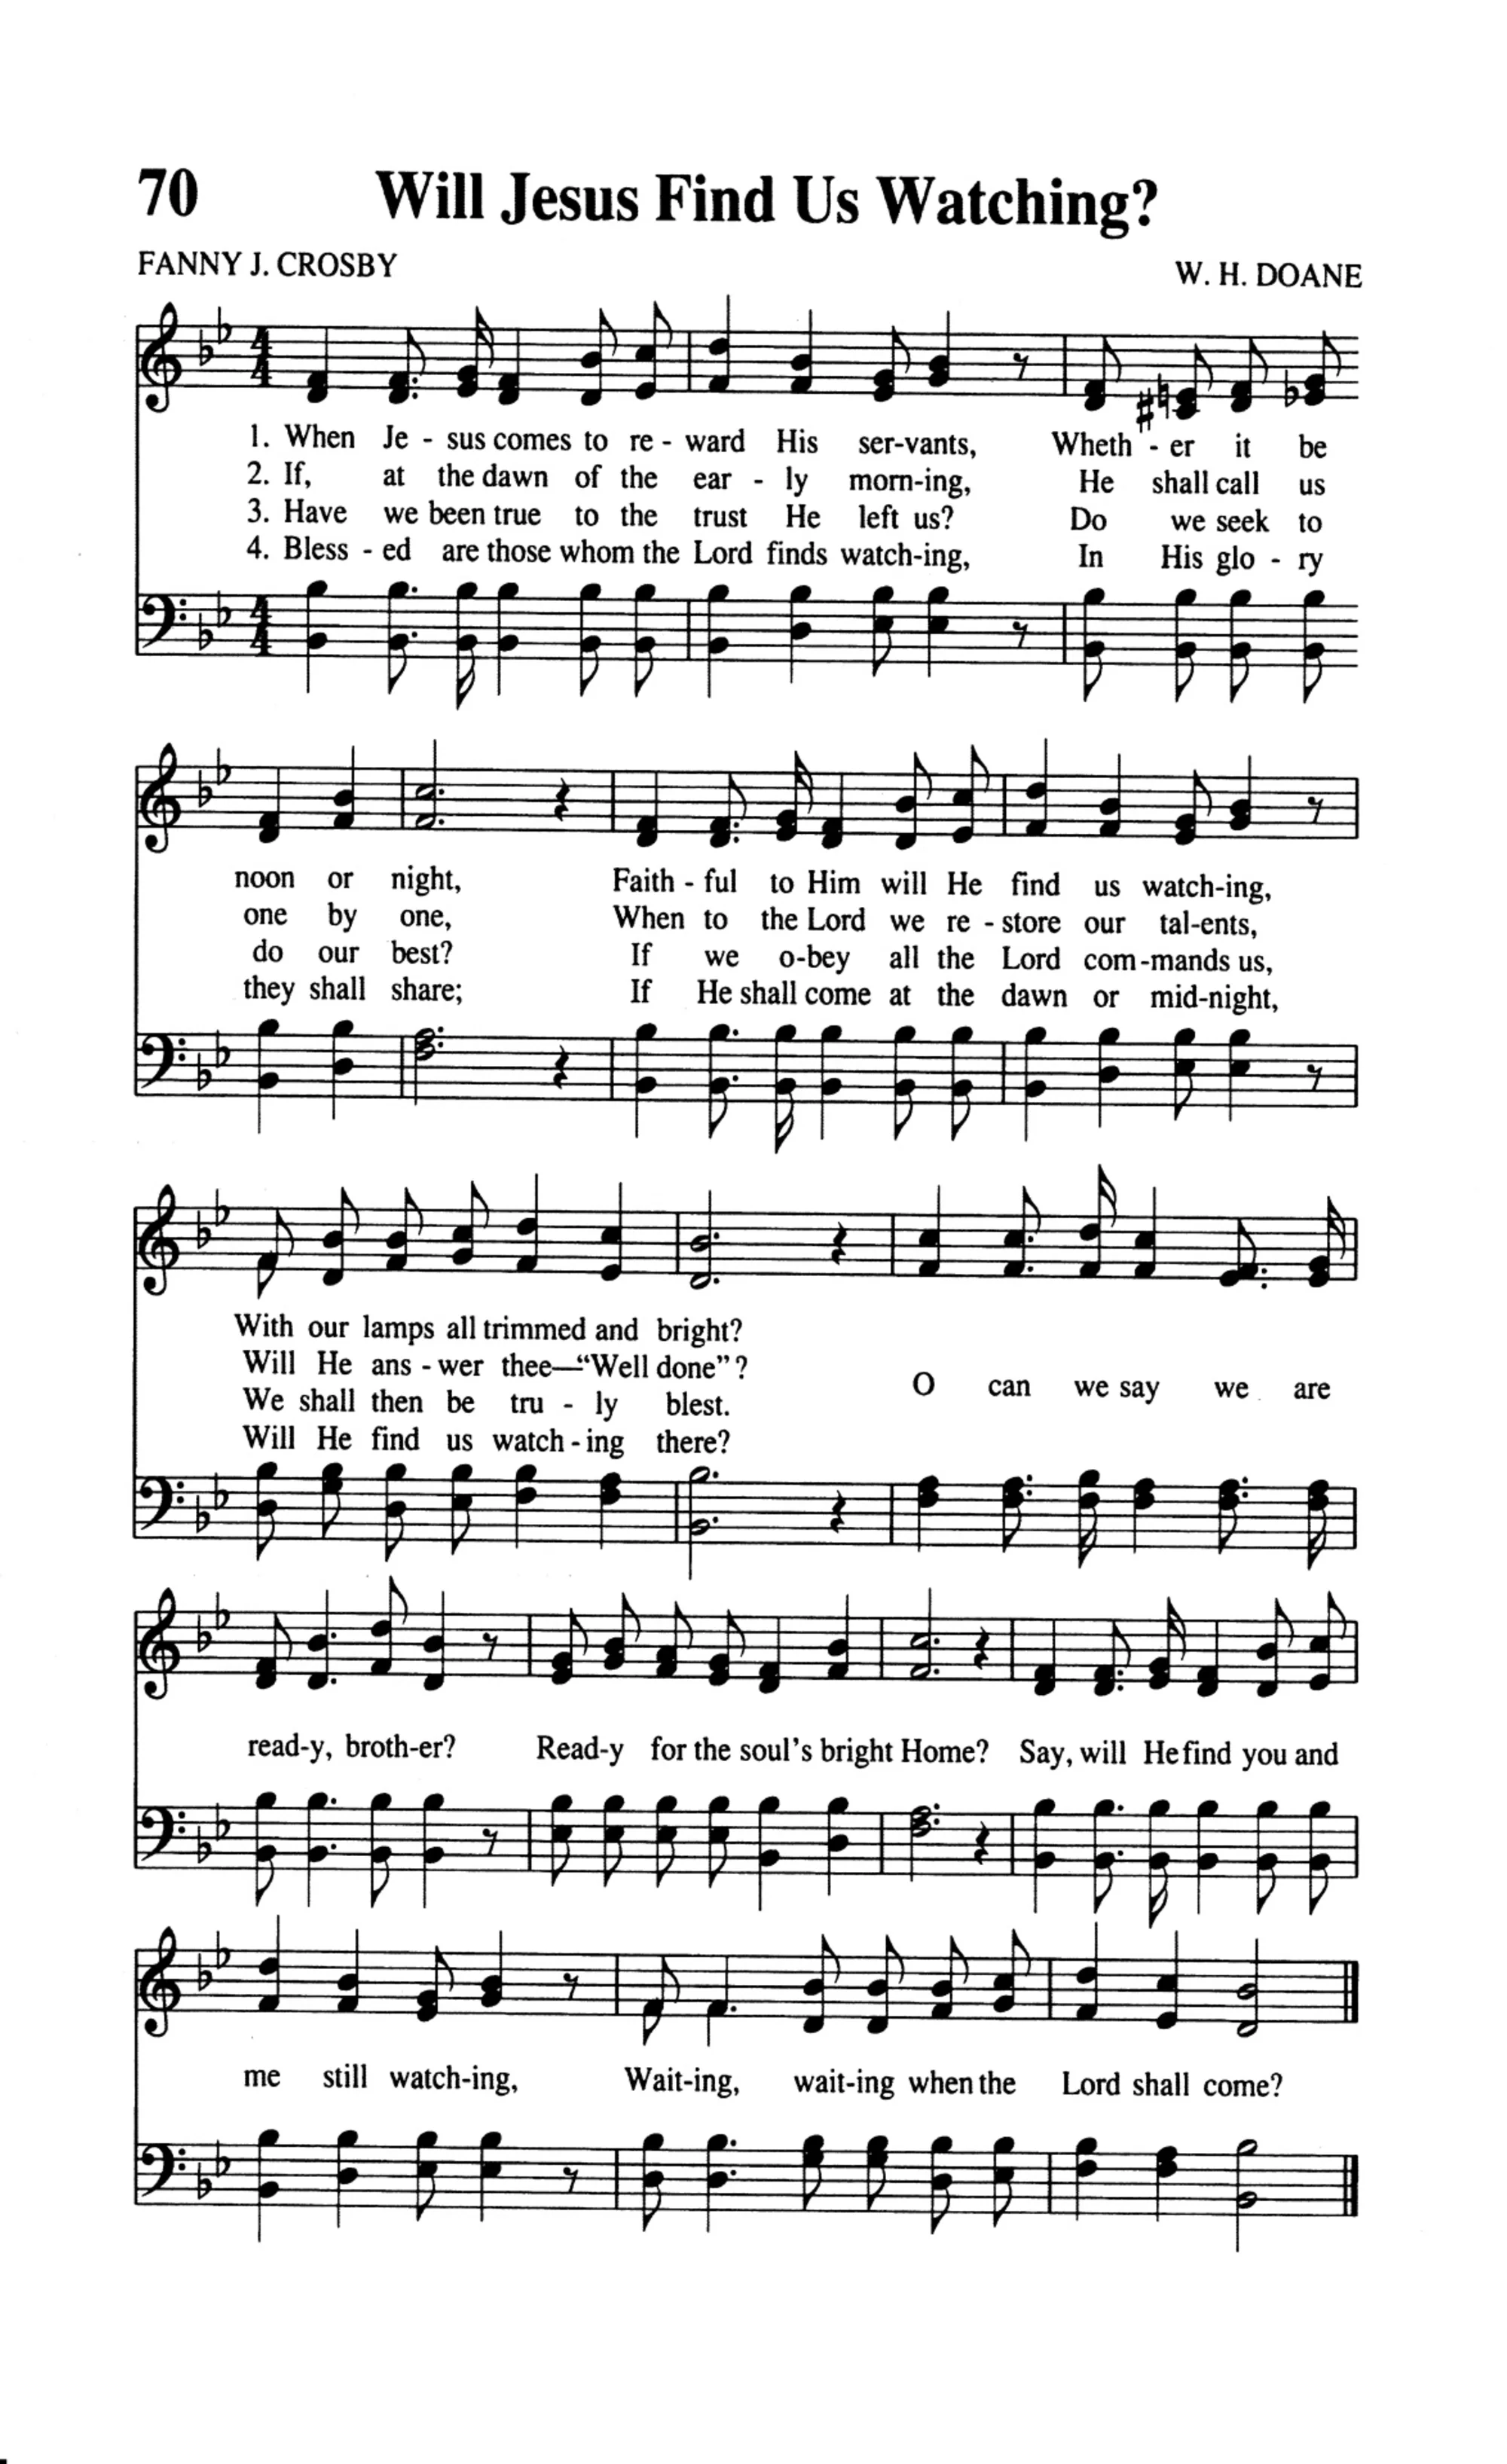 70 Will Jesus Find Us Watching?
FANNY J. CROSBY W. H. DOANE
1. When Je - sus comes to re - ward His ser-vants, Wheth - er it be
2. If, at the dawn of the ear - ly morn-ing, He shall call us
3. Have we been true to the trust He left us? Do we seek to
4. Bless - ed are those whom the Lord finds watch-ing, In His glo - ry
noon or night, Faith - ful to Him will He find us watch-ing,
one by one, When to the Lord we re - store our tal-ents,
do our best? If we o-bey all the Lord com-mands us,
they shall share; If He shall come at the dawn or mid-night,
With our lamps all trimmed and bright?
Will He ans - wer thee—“Well done”?
We shall then be tru - ly blest.
Will He find us watch - ing there?
O can we say we are
read-y, broth-er? Read-y for the soul's bright Home? Say, will He find you and
me still watch-ing, Wait-ing, wait-ing when the Lord shall come?